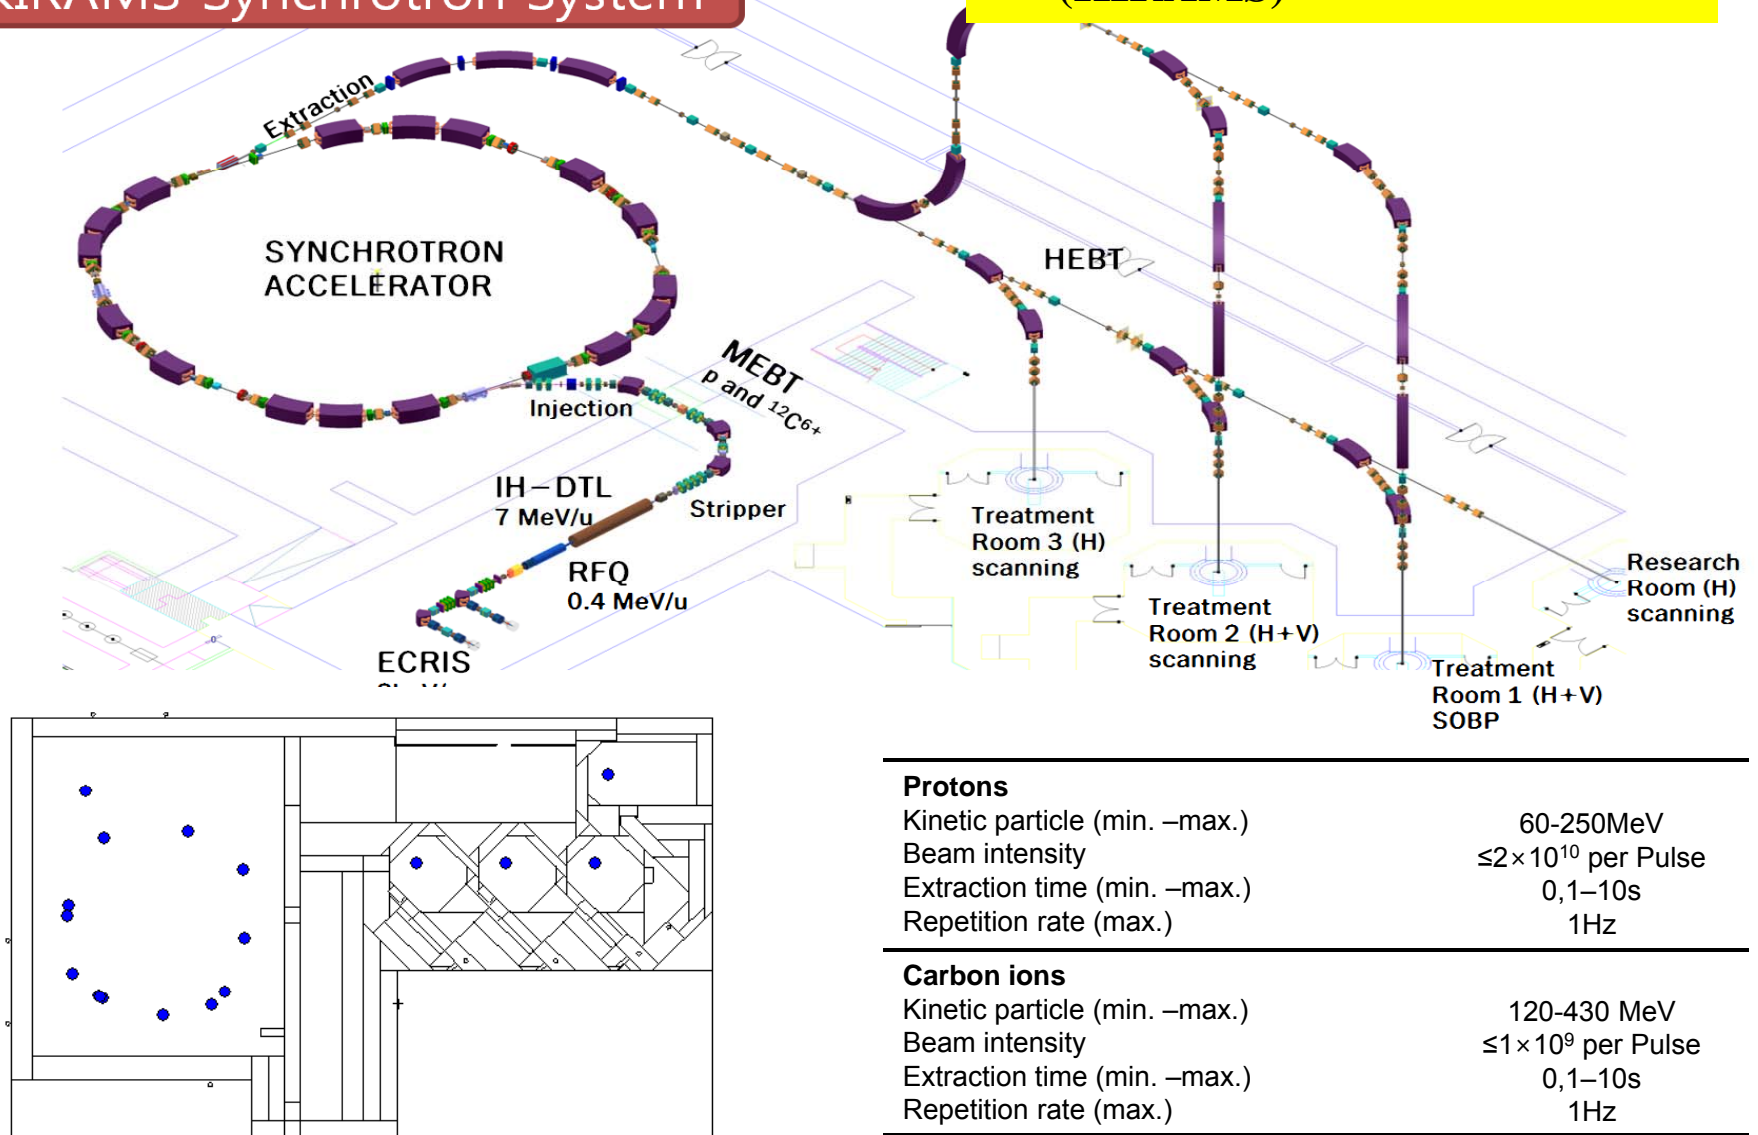 KIRAMS Synchrotron System
Extraction
SYNCHROTRON
ACCELERATOR
HEBT
MEBT
p and ¹²C⁶⁺
Injection
IH–DTL
7 MeV/u
Stripper
RFQ
0.4 MeV/u
ECRIS
Treatment
Room 3 (H)
scanning
Treatment
Room 2 (H+V)
scanning
Research
Room (H)
scanning
Treatment
Room 1 (H+V)
SOBP
Protons
Kinetic particle (min. –max.) 60-250MeV
Beam intensity ≤2×10¹⁰ per Pulse
Extraction time (min. –max.) 0,1–10s
Repetition rate (max.) 1Hz
Carbon ions
Kinetic particle (min. –max.) 120-430 MeV
Beam intensity ≤1×10⁹ per Pulse
Extraction time (min. –max.) 0,1–10s
Repetition rate (max.) 1Hz